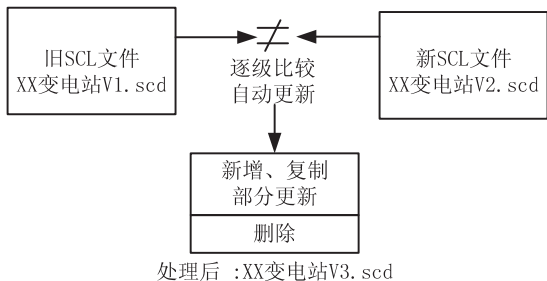 旧SCL文件
XX变电站V1.scd
逐级比较
自动更新
新SCL文件
XX变电站V2.scd
新增、复制
部分更新
删除
处理后 :XX变电站V3.scd